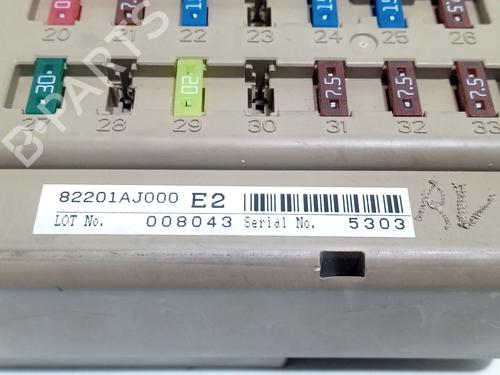 20 21 22 23 24 25 26
30 20 7.5 7.5 7.5
28 29 30 31 32 33
82201AJ000 E2
LOT No. 008043 Serial No. 5303
B-PARTS